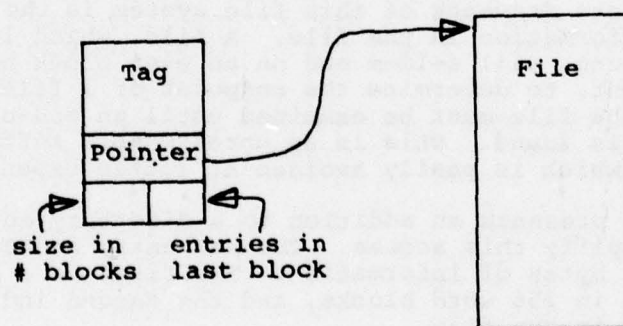 Tag
File
Pointer
size in entries in
# blocks last block